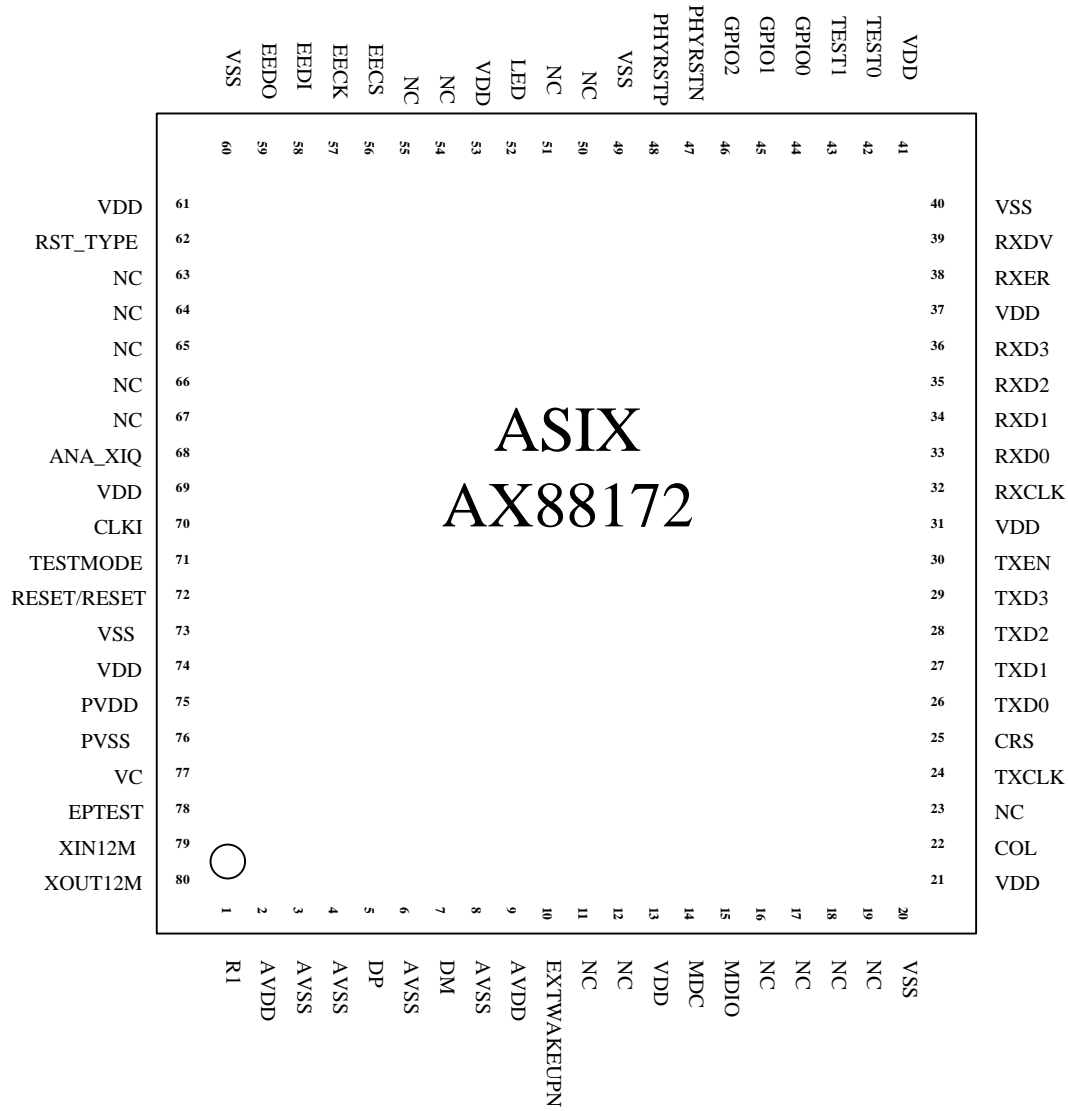 VSS
EEDO
EEDI
EECK
EECS
NC
NC
VDD
LED
NC
NC
VSS
PHYRSTP
PHYRSTN
GPIO2
GPIO1
GPIO0
TEST1
TEST0
VDD
60 59 58 57 56 55 54 53 52 51 50 49 48 47 46 45 44 43 42 41
VDD 61 40 VSS
RST_TYPE 62 39 RXDV
NC 63 38 RXER
NC 64 37 VDD
NC 65 36 RXD3
NC 66 35 RXD2
NC 67 34 RXD1
ANA_XIQ 68 33 RXD0
VDD 69 32 RXCLK
CLKI 70 31 VDD
TESTMODE 71 30 TXEN
RESET/RESET 72 29 TXD3
VSS 73 28 TXD2
VDD 74 27 TXD1
PVDD 75 26 TXD0
PVSS 76 25 CRS
VC 77 24 TXCLK
EPTEST 78 23 NC
XIN12M 79 22 COL
XOUT12M 80 21 VDD
ASIX
AX88172
1 2 3 4 5 6 7 8 9 10 11 12 13 14 15 16 17 18 19 20
R1
AVDD
AVSS
AVSS
DP
AVSS
DM
AVSS
AVDD
EXTWAKEUPN
NC
NC
VDD
MDC
MDIO
NC
NC
NC
NC
VSS